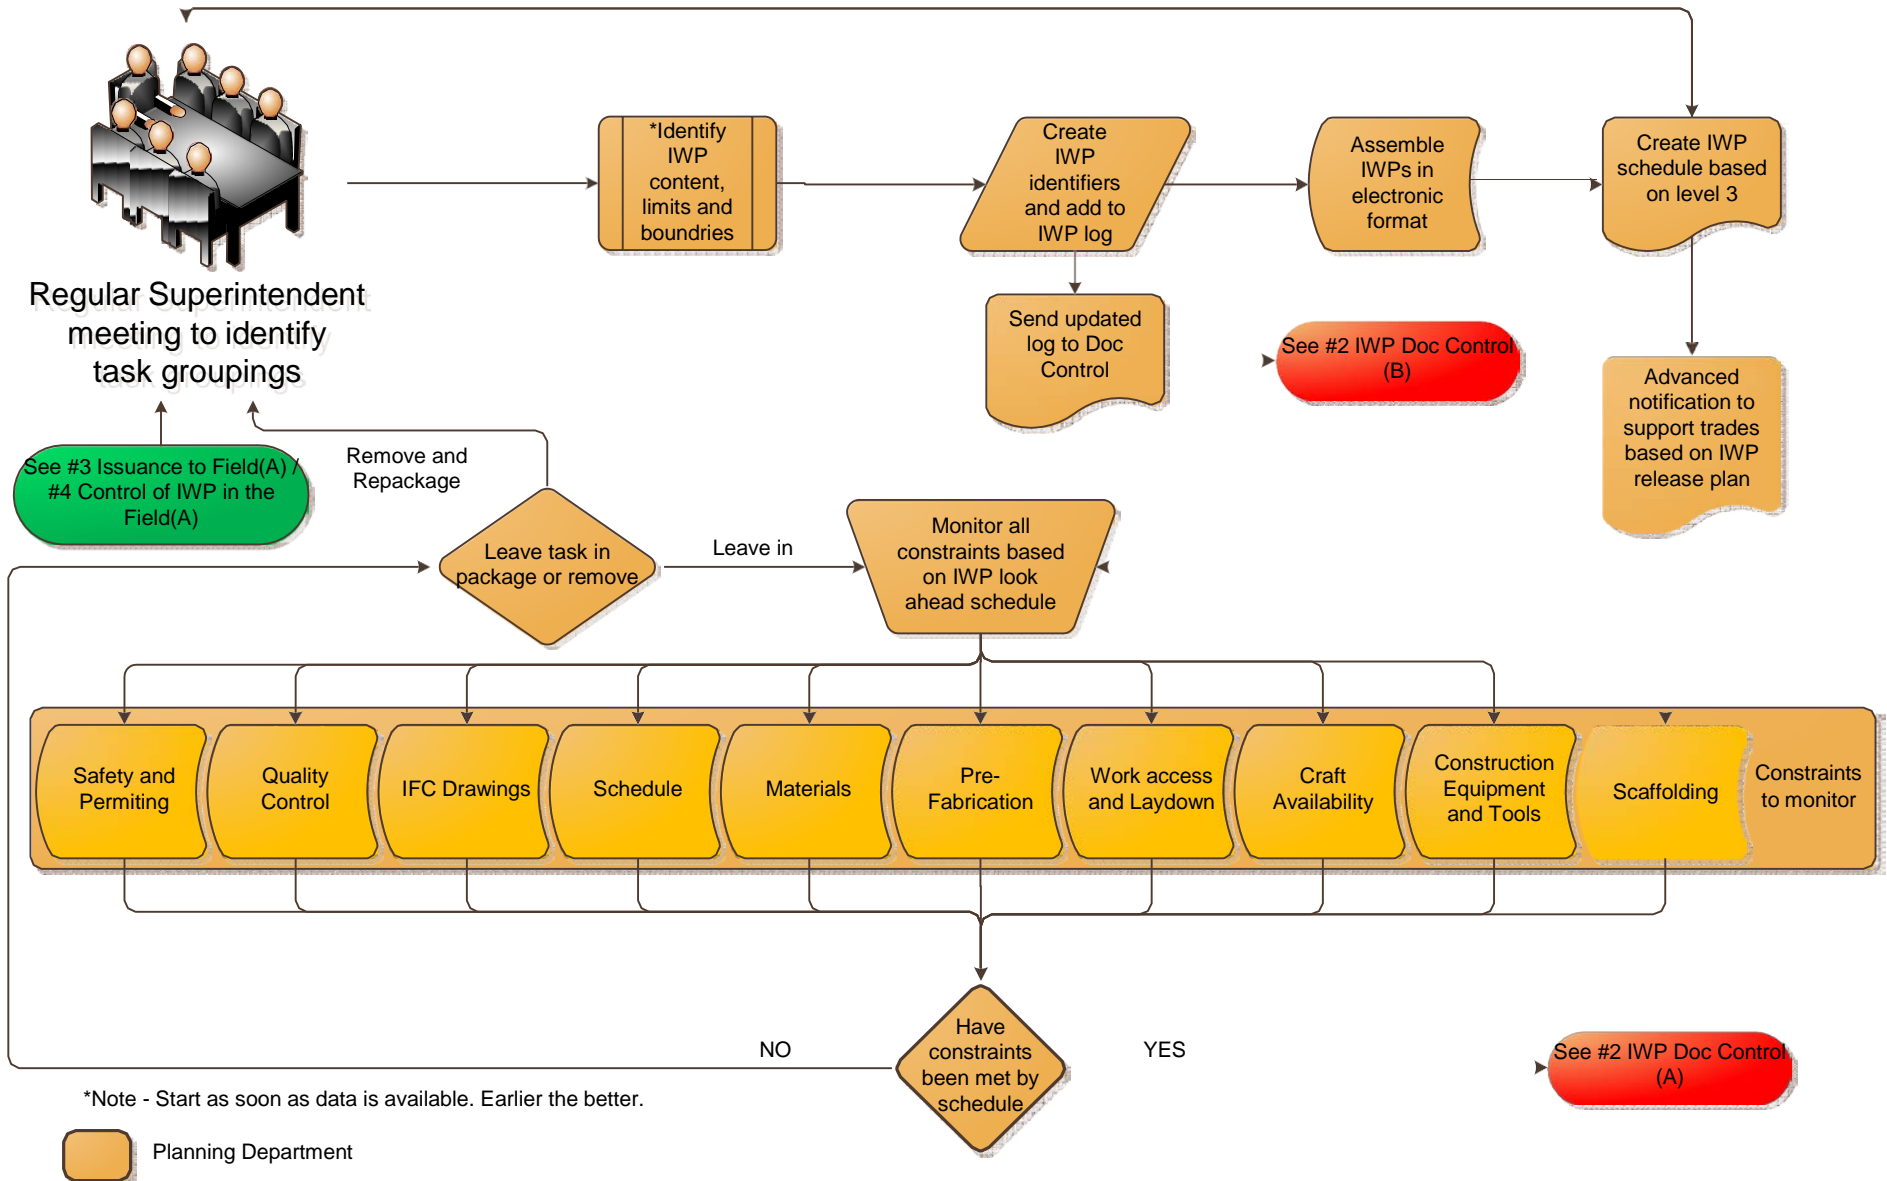 *Identify
IWP
content,
limits and
boundries
Create
IWP
identifiers
and add to
IWP log
Assemble
IWPs in
electronic
format
Create IWP
schedule based
on level 3
Regular Superintendent
meeting to identify
task groupings
Send updated
log to Doc
Control
See #2 IWP Doc Control
(B)
Advanced
notification to
support trades
based on IWP
release plan
See #3 Issuance to Field(A) /
#4 Control of IWP in the
Field(A)
Remove and
Repackage
Leave task in
package or remove
Leave in
Monitor all
constraints based
on IWP look
ahead schedule
Safety and
Permiting
Quality
Control
IFC Drawings
Schedule
Materials
Pre-
Fabrication
Work access
and Laydown
Craft
Availability
Construction
Equipment
and Tools
Scaffolding
Constraints
to monitor
NO
Have
constraints
been met by
schedule
YES
See #2 IWP Doc Control
(A)
*Note - Start as soon as data is available. Earlier the better.
Planning Department